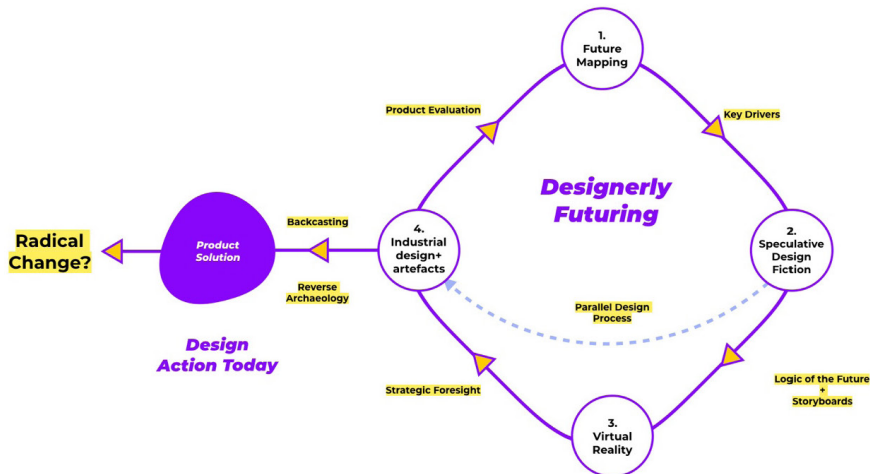 1.
Future
Mapping
Product Evaluation
Key Drivers
Designerly
Futuring
Radical
Change?
Product
Solution
Backcasting
Reverse
Archaeology
4.
Industrial
design+
artefacts
2.
Speculative
Design
Fiction
Parallel Design
Process
Design
Action Today
Strategic Foresight
Logic of the Future
+
Storyboards
3.
Virtual
Reality